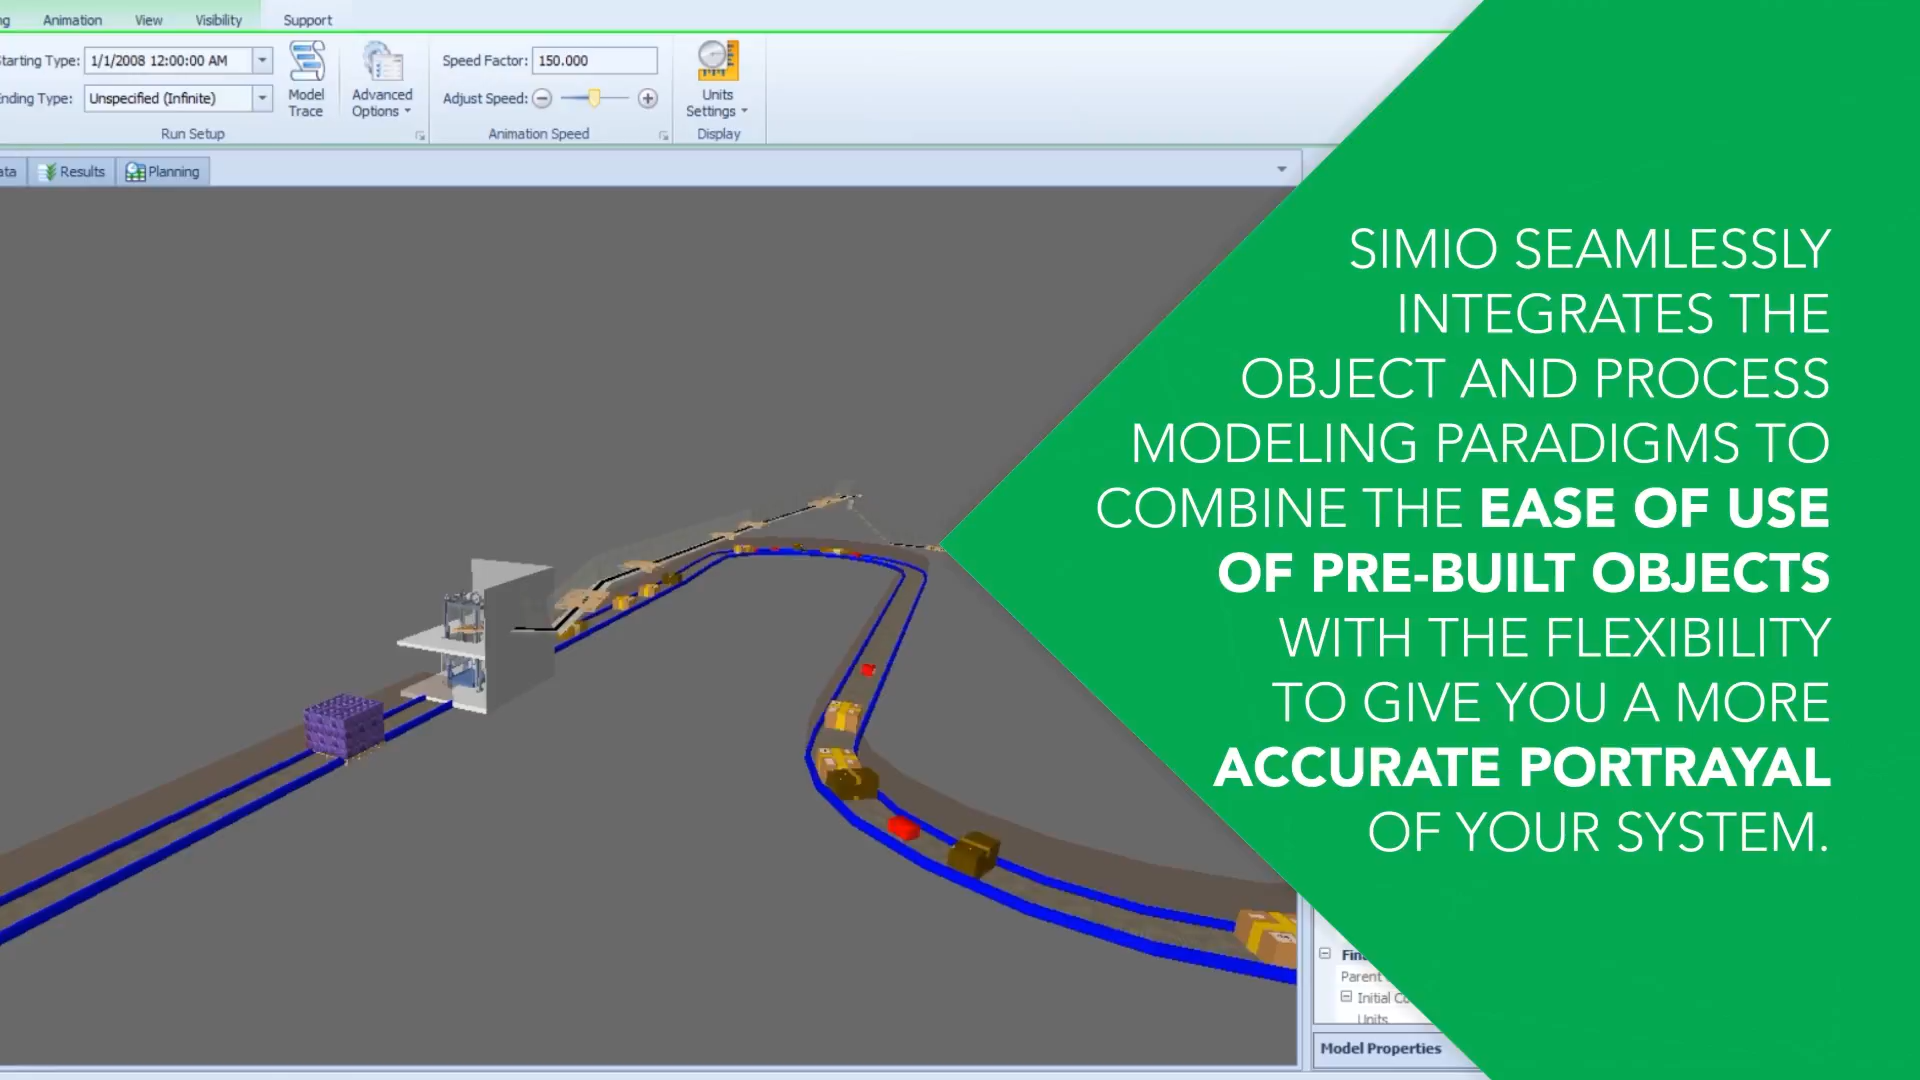 Animation View Visibility Support
Starting Type: 1/1/2008 12:00:00 AM
Ending Type: Unspecified (Infinite)
Model
Trace
Advanced
Options
Run Setup
Speed Factor: 150.000
Adjust Speed:
Animation Speed
Units
Settings
Display
Results Planning
SIMIO SEAMLESSLY
INTEGRATES THE
OBJECT AND PROCESS
MODELING PARADIGMS TO
COMBINE THE EASE OF USE
OF PRE-BUILT OBJECTS
WITH THE FLEXIBILITY
TO GIVE YOU A MORE
ACCURATE PORTRAYAL
OF YOUR SYSTEM.
Parent
Initial
Units
Model Properties